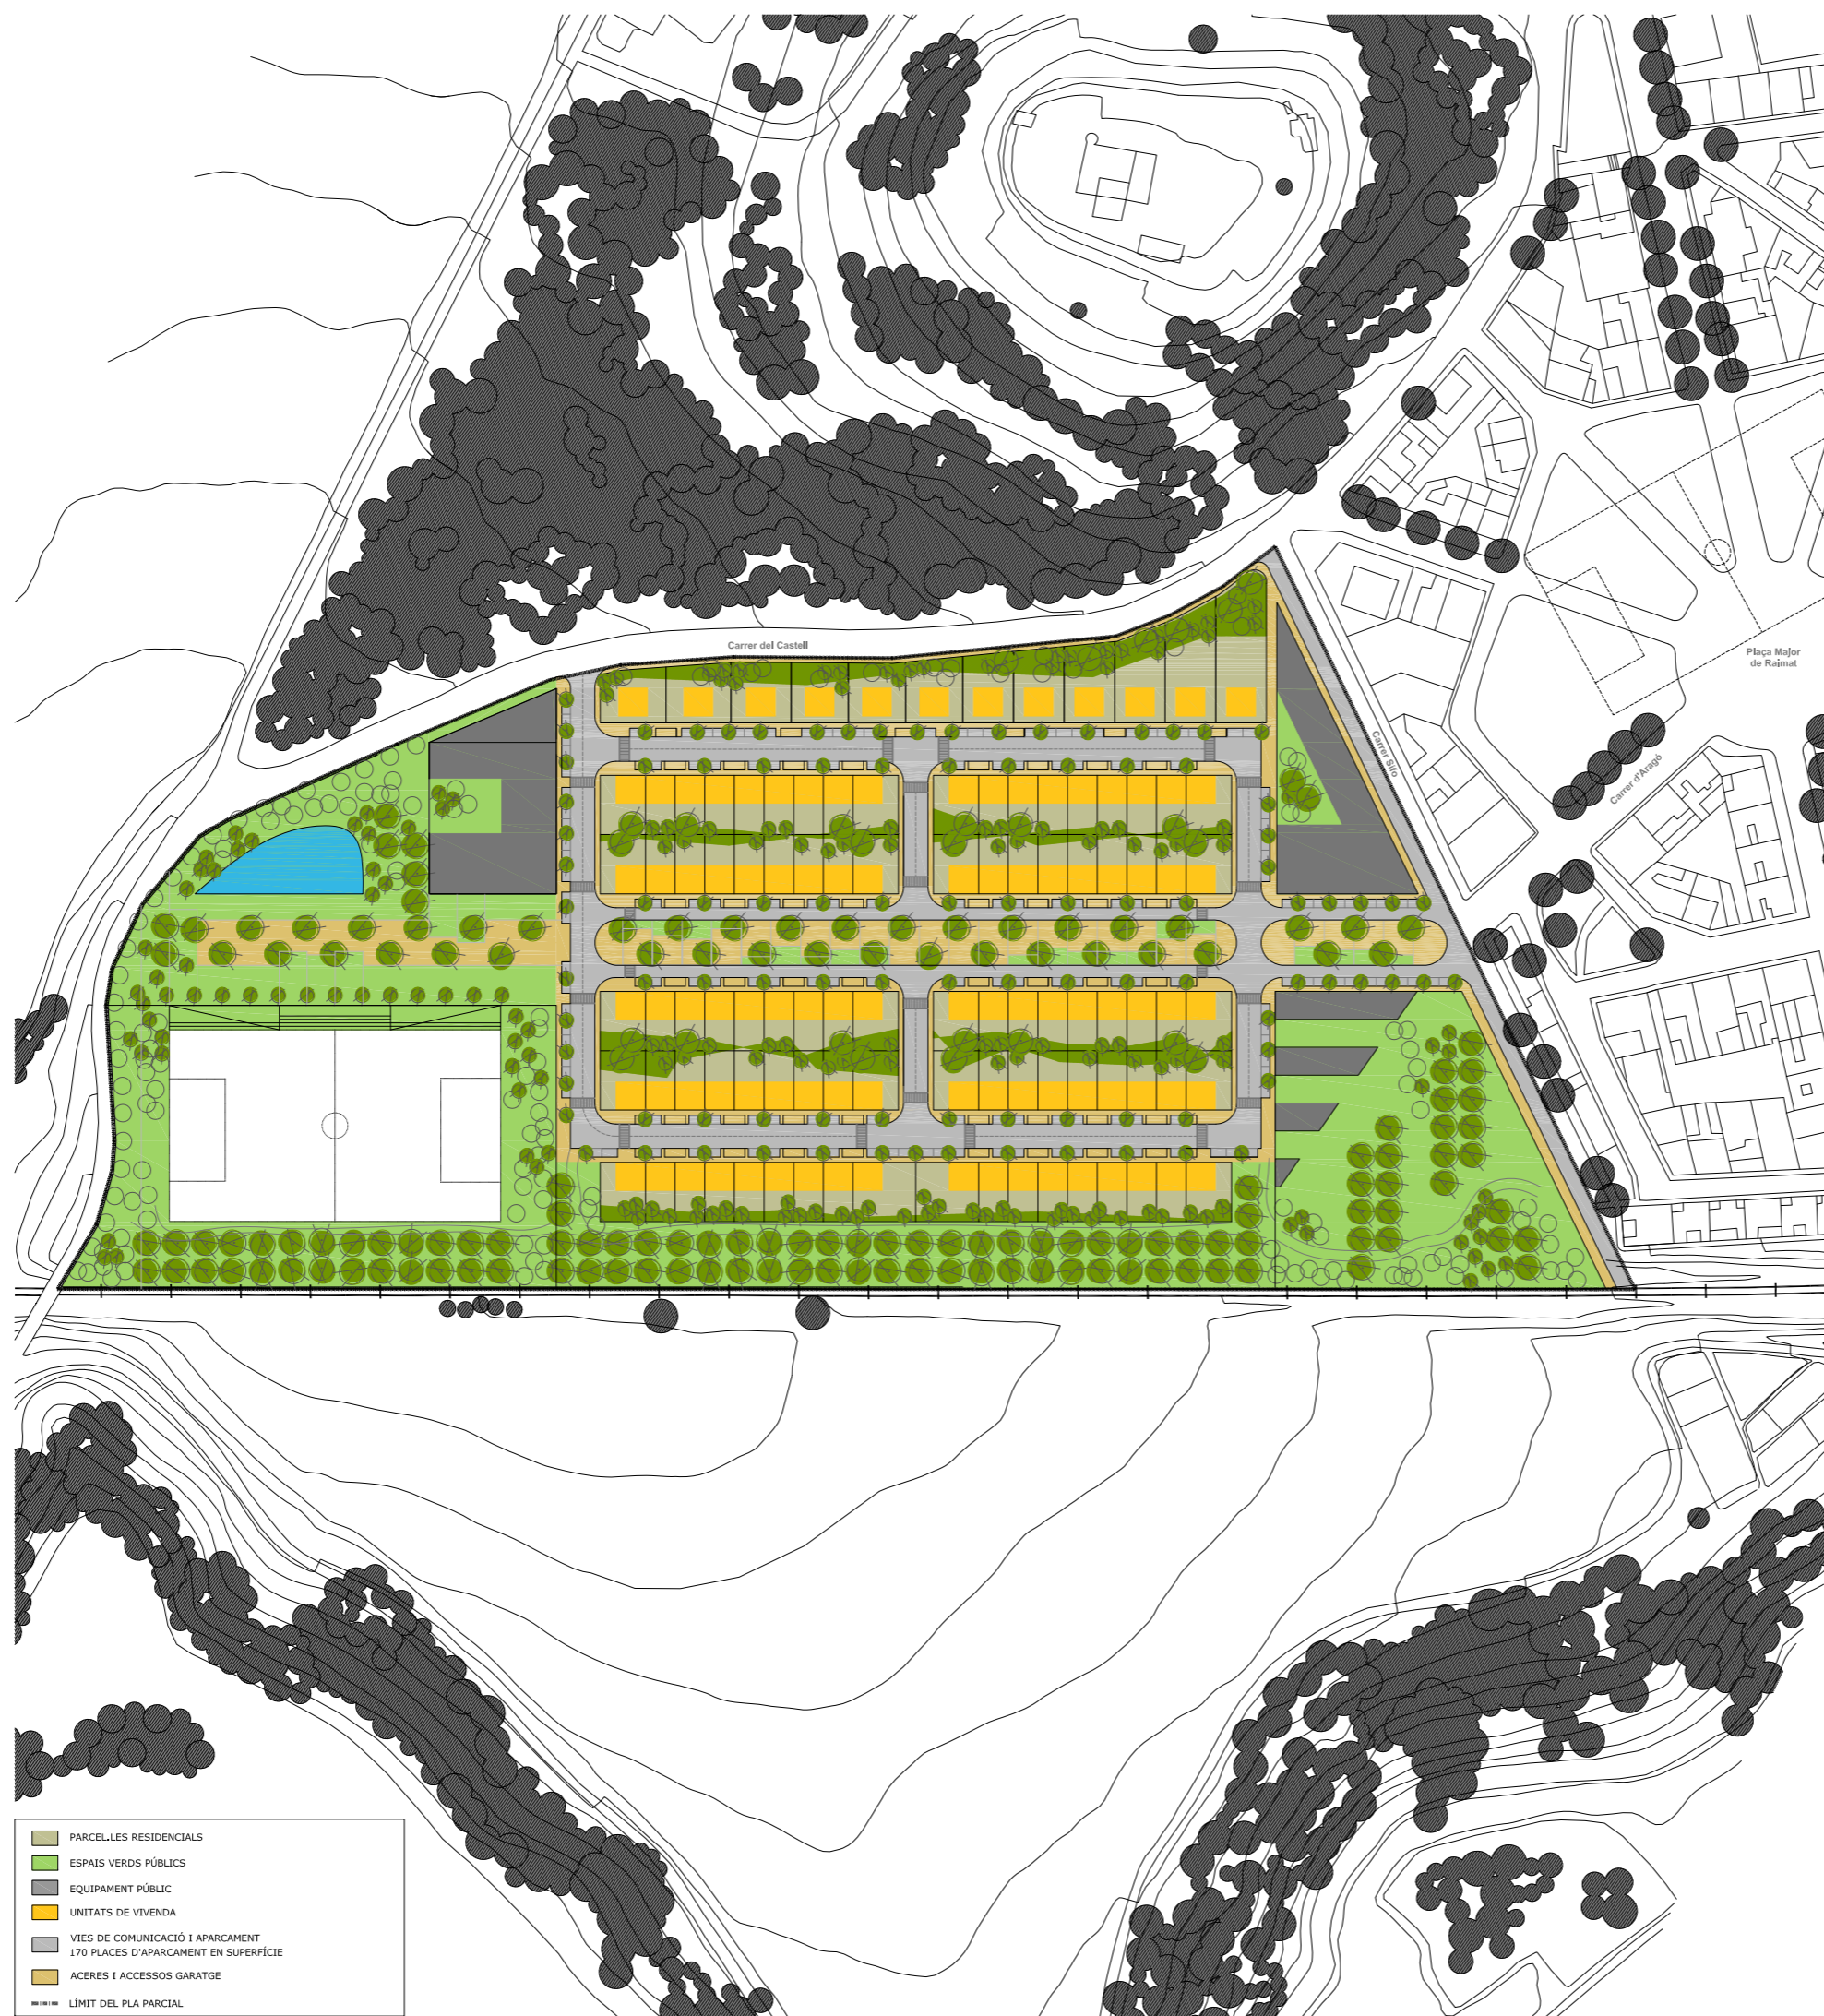 Carrer del Castell
Plaça Major
de Raimat
Carrer Sifó
Carrer d'Aragó
PARCEL.LES RESIDENCIALS
ESPAIS VERDS PÚBLICS
EQUIPAMENT PÚBLIC
UNITATS DE VIVENDA
VIES DE COMUNICACIÓ I APARCAMENT
170 PLACES D'APARCAMENT EN SUPERFÍCIE
ACERES I ACCESSOS GARATGE
LÍMIT DEL PLA PARCIAL